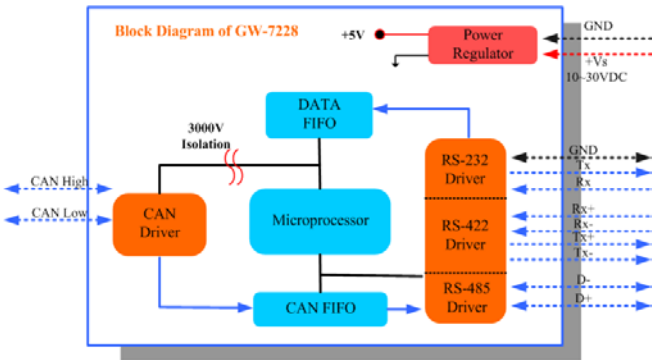 Block Diagram of GW-7228
+5V
Power
Regulator
GND
+Vs
10~30VDC
DATA
FIFO
3000V
Isolation
RS-232
Driver
GND
Tx
Rx
CAN High
CAN Low
CAN
Driver
Microprocessor
RS-422
Driver
Rx+
Rx-
Tx+
Tx-
CAN FIFO
RS-485
Driver
D-
D+